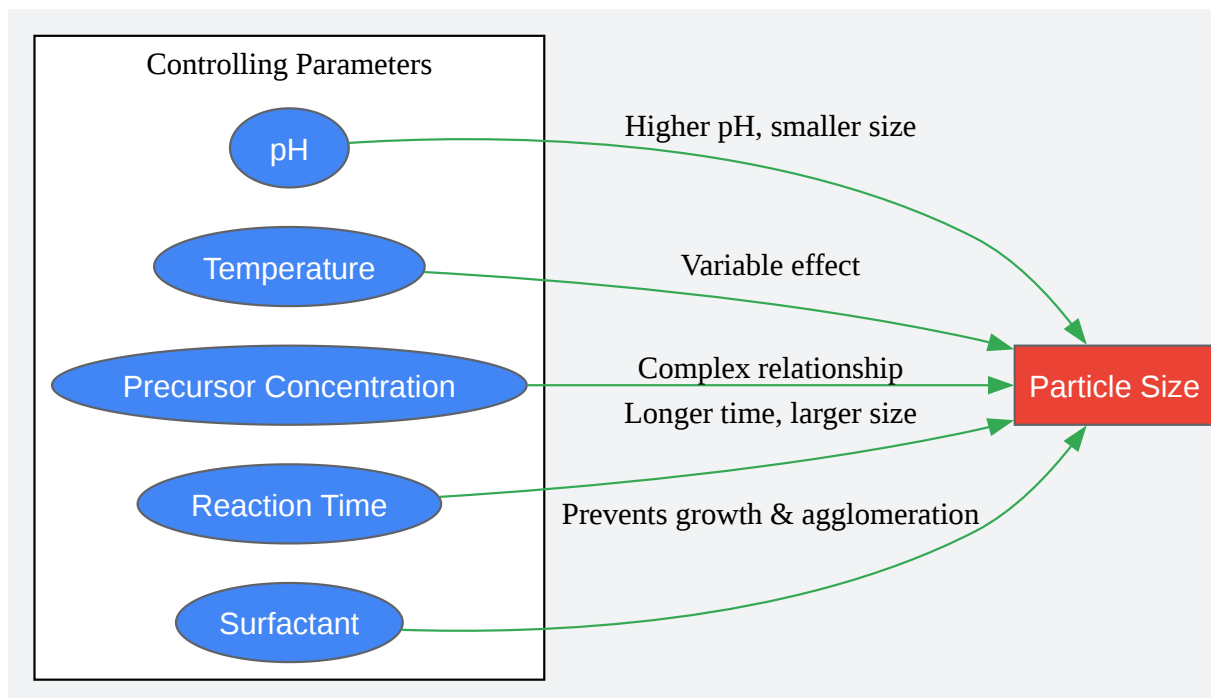 Controlling Parameters
pH
Higher pH, smaller size
Temperature
Variable effect
Precursor Concentration
Complex relationship
Particle Size
Longer time, larger size
Reaction Time
Prevents growth & agglomeration
Surfactant